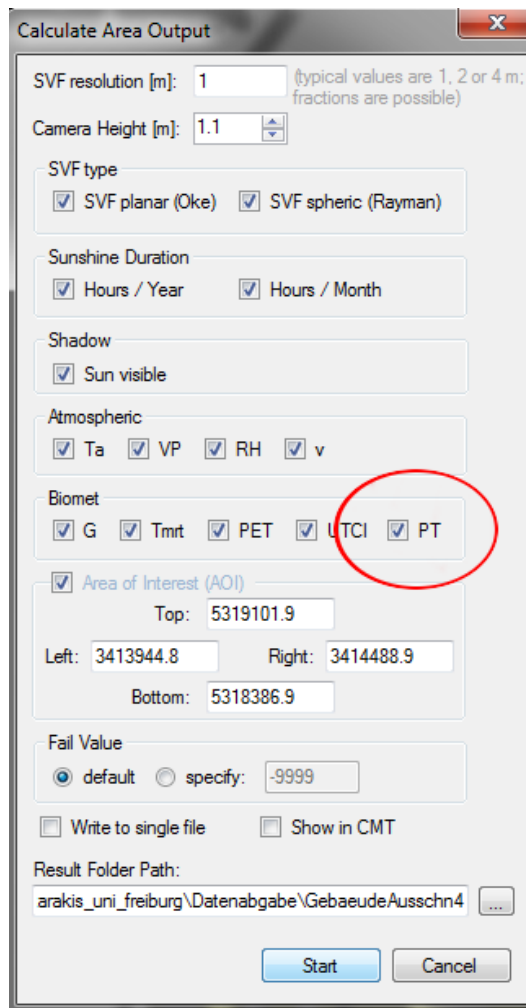 Calculate Area Output
SVF resolution [m]: 1 (typical values are 1, 2 or 4 m;
fractions are possible)
Camera Height [m]: 1.1
SVF type
SVF planar (Oke) SVF spheric (Rayman)
Sunshine Duration
Hours / Year Hours / Month
Shadow
Sun visible
Atmospheric
Ta VP RH v
Biomet
G Tmrt PET UTCI PT
Area of Interest (AOI)
Top: 5319101.9
Left: 3413944.8 Right: 3414488.9
Bottom: 5318386.9
Fail Value
default specify: -9999
Write to single file Show in CMT
Result Folder Path:
arakis_uni_freiburg\Datenabgabe\GebaeudeAusschn4 ...
Start Cancel